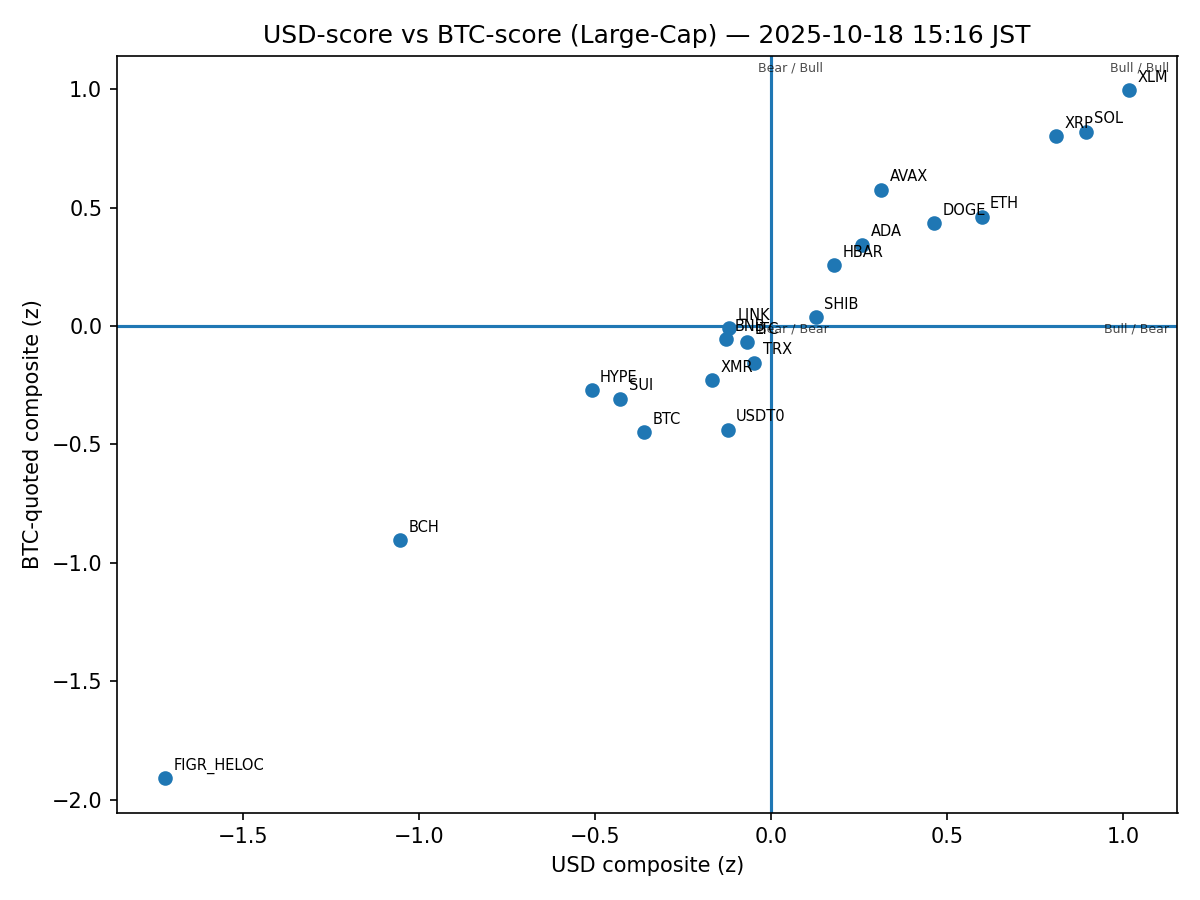 USD-score vs BTC-score (Large-Cap) — 2025-10-18 15:16 JST
Bear / Bull
Bull / Bull
XLM
SOL
XRP
AVAX
ETH
DOGE
ADA
HBAR
SHIB
LINK
BNB
LTC
Bear / Bear
Bull / Bear
TRX
XMR
HYPE
SUI
BTC
USDT0
BCH
FIGR_HELOC
1.0
0.5
0.0
−0.5
−1.0
−1.5
−2.0
BTC-quoted composite (z)
−1.5
−1.0
−0.5
0.0
0.5
1.0
USD composite (z)